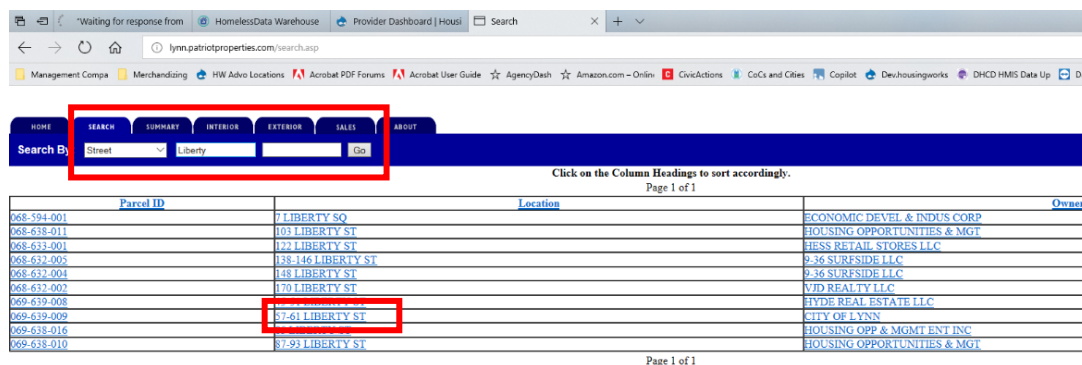 "Waiting for response from HomelessData Warehouse Provider Dashboard | Housi Search
lynn.patriotproperties.com/search.asp
Management Compa Merchandizing HW Advo Locations Acrobat PDF Forums Acrobat User Guide AgencyDash Amazon.com – Online CivicActions CoCs and Cities Copilot Dev.housingworks DHCD HMIS Data Up
HOME SEARCH SUMMARY INTERIOR EXTERIOR SALES ABOUT
Search By Street Liberty Go
Click on the Column Headings to sort accordingly.
Page 1 of 1
Parcel ID Location Owner
068-594-001 7 LIBERTY SQ ECONOMIC DEVEL & INDUS CORP
068-638-011 103 LIBERTY ST HOUSING OPPORTUNITIES & MGT
068-633-001 122 LIBERTY ST HESS RETAIL STORES LLC
068-632-005 138-146 LIBERTY ST 9-36 SURFSIDE LLC
068-632-004 148 LIBERTY ST 9-36 SURFSIDE LLC
068-632-002 170 LIBERTY ST VJD REALTY LLC
069-639-008 HYDE REAL ESTATE LLC
069-639-009 57-61 LIBERTY ST CITY OF LYNN
069-638-016 HOUSING OPP & MGMT ENT INC
069-638-010 87-93 LIBERTY ST HOUSING OPPORTUNITIES & MGT
Page 1 of 1